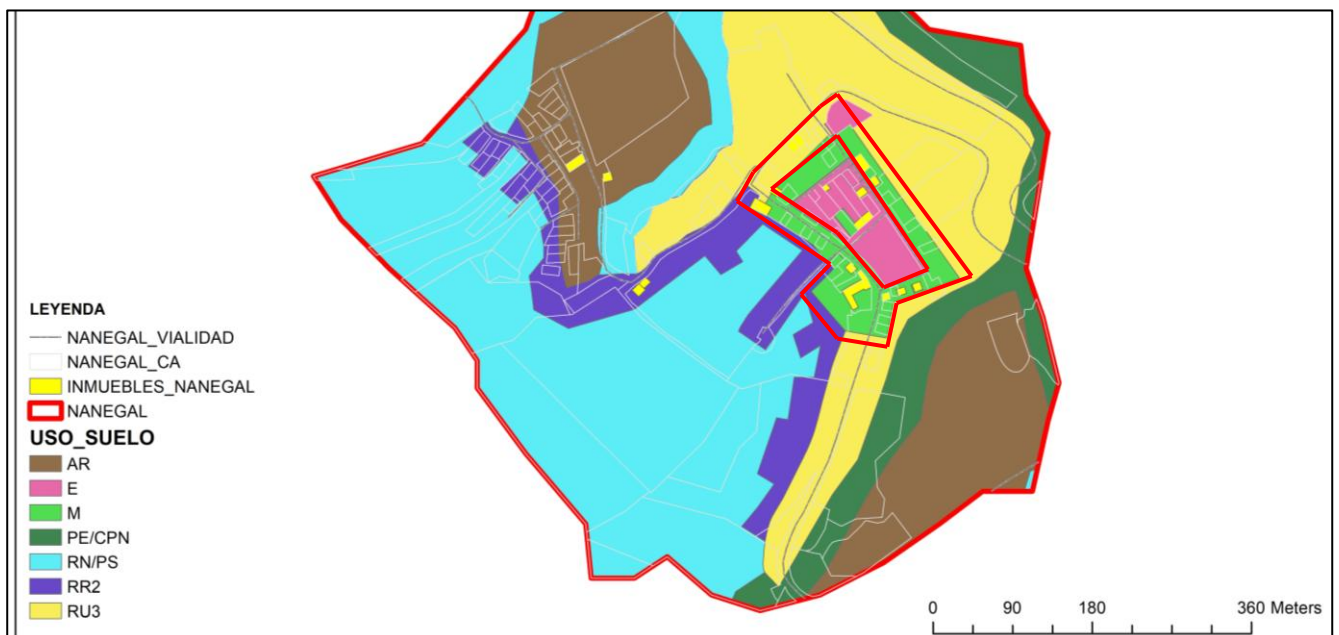 LEYENDA
NANEGAL_VIALIDAD
NANEGAL_CA
INMUEBLES_NANEGAL
NANEGAL
USO_SUELO
AR
E
M
PE/CPN
RN/PS
RR2
RU3
0 90 180 360 Meters